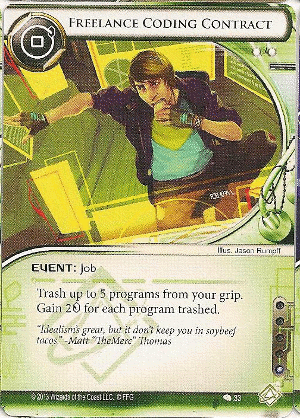 FREELANCE CODING CONTRACT
Illus. Jason Rumpff
EVENT: Job
Trash up to 5 programs from your grip.
Gain 2 for each program trashed.
"Idealism's great, but it don't keep you in soybeef
tacos" -Matt "TheMerc" Thomas
© 2013 Wizards of the Coast LLC. © FFG
33